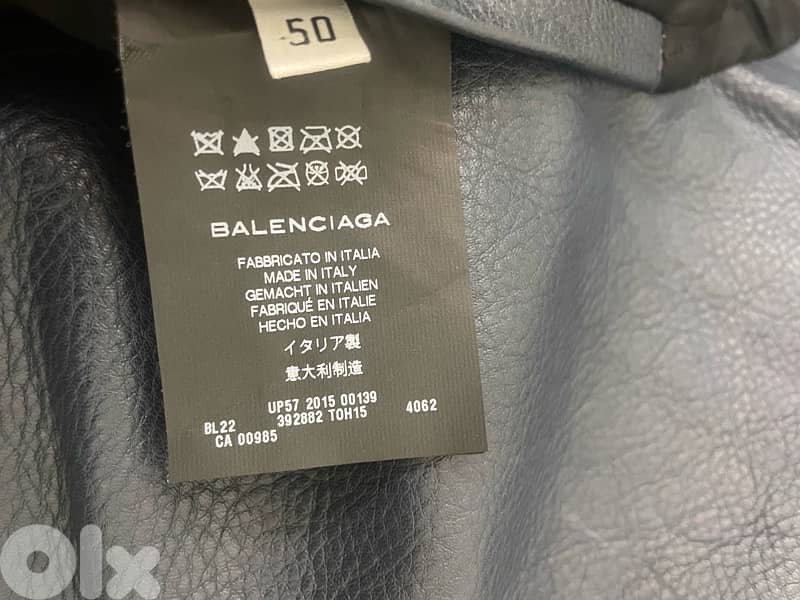 50
BALENCIAGA
FABBRICATO IN ITALIA
MADE IN ITALY
GEMACHT IN ITALIEN
FABRIQUÉ EN ITALIE
HECHO EN ITALIA
イタリア製
意大利制造
UP57 2015 00139
BL22 392882 TOH15 4062
CA 00985
OLX